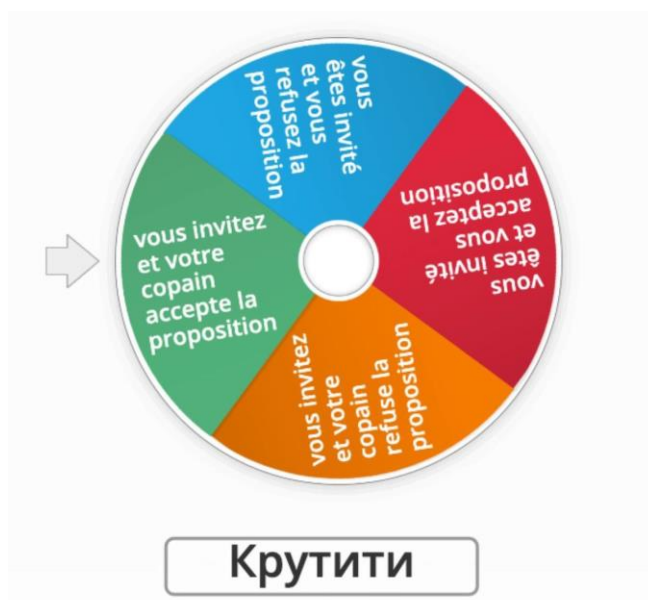 vous
êtes invité
et vous
refusez la
proposition
vous
êtes invité
et vous
acceptez la
proposition
vous invitez
et votre
copain
accepte la
proposition
vous invitez
et votre
copain
refuse la
proposition
Крутити